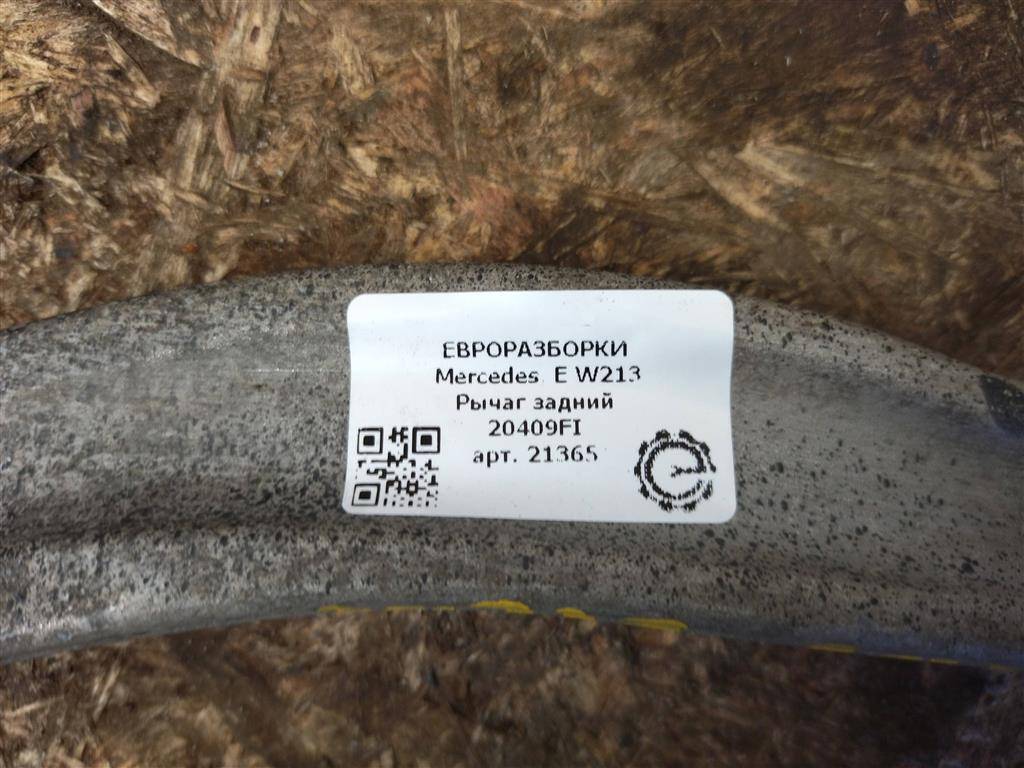 ЕВРОРАЗБОРКИ
Mercedes E W213
Рычаг задний
20409FI
арт. 21365